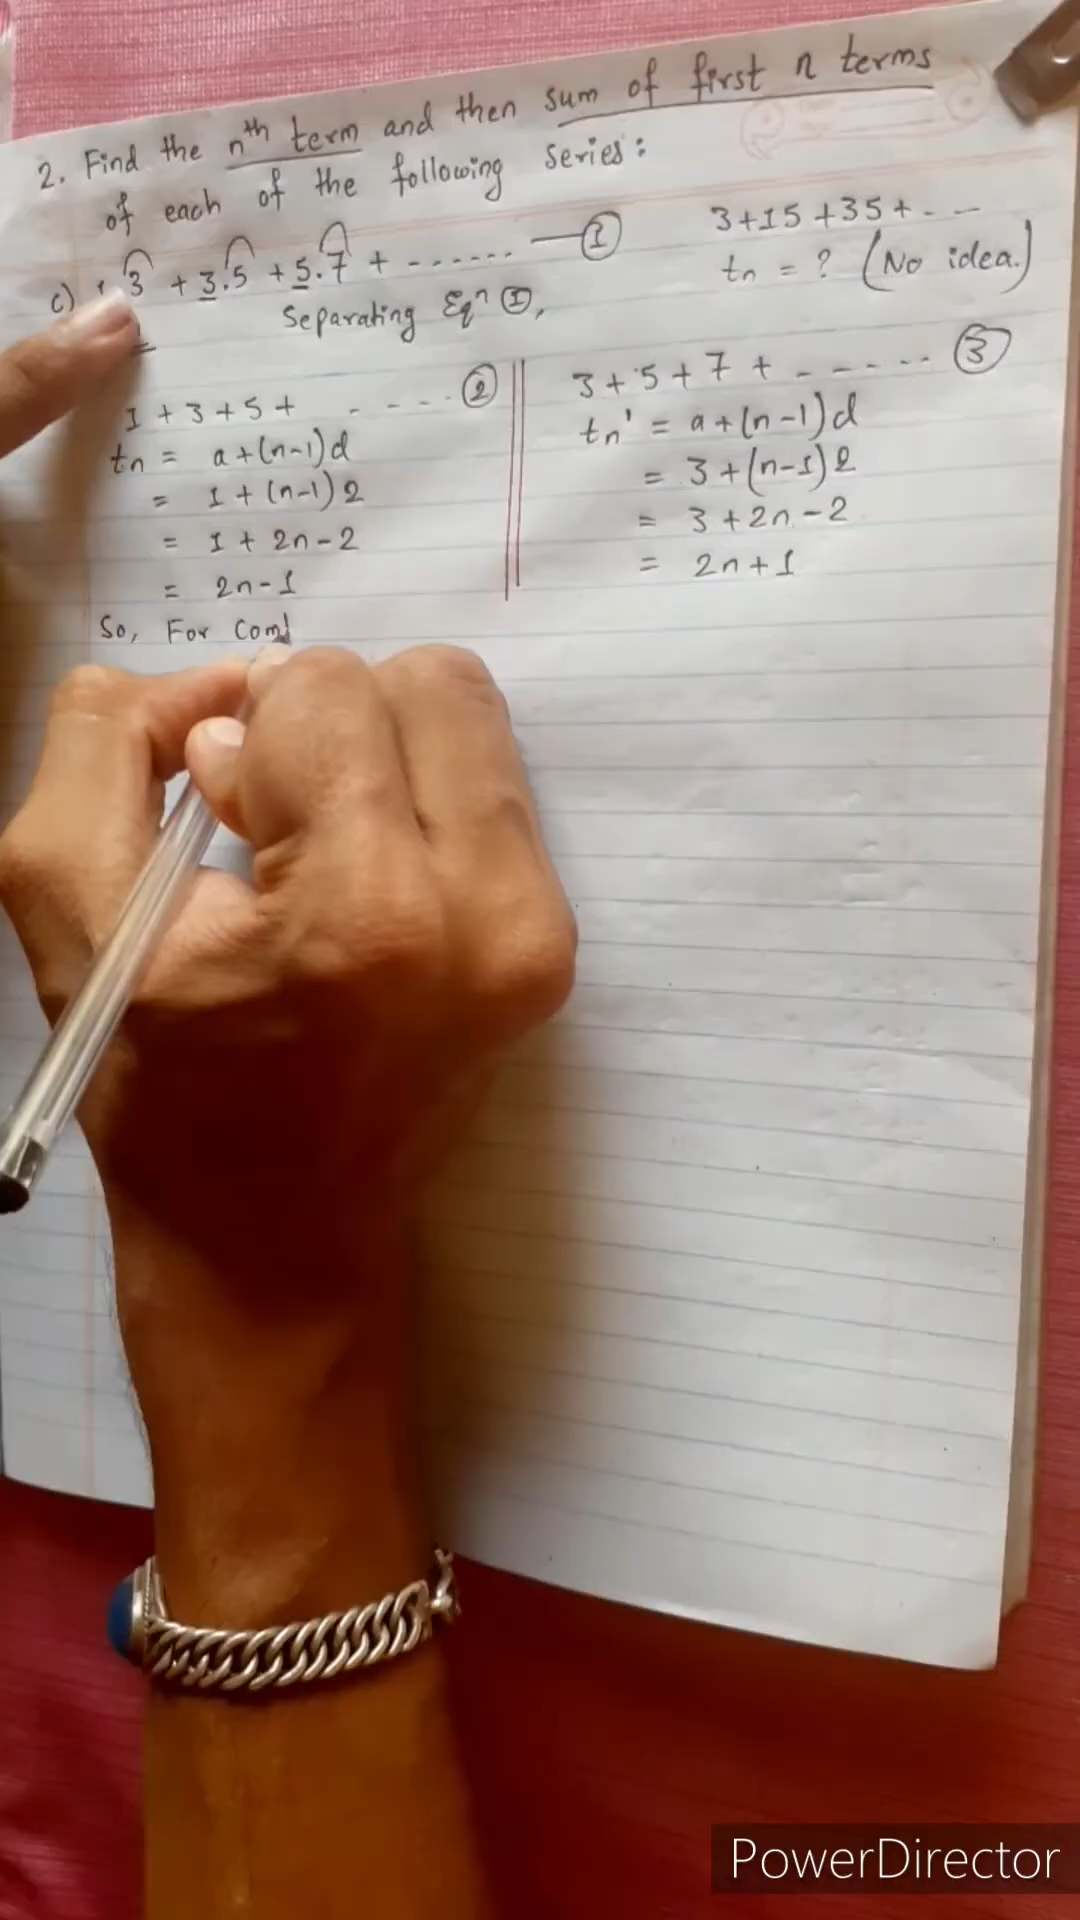 2. Find the nth term and then sum of first n terms
of each of the following series:
c) 3 + 3.5 + 5.7 + ....... — ①
3+15+35+ . - -
tn = ? (No idea.)
Separating Eqn ①,
1 + 3 + 5 + . - - - . . ②
tn = a + (n-1)d
= 1 + (n-1) 2
= 1 + 2n - 2
= 2n - 1
3 + 5 + 7 + - - - - . . ③
tn' = a + (n-1)d
= 3 + (n-1) 2
= 3 + 2n - 2
= 2n + 1
So, For
PowerDirector